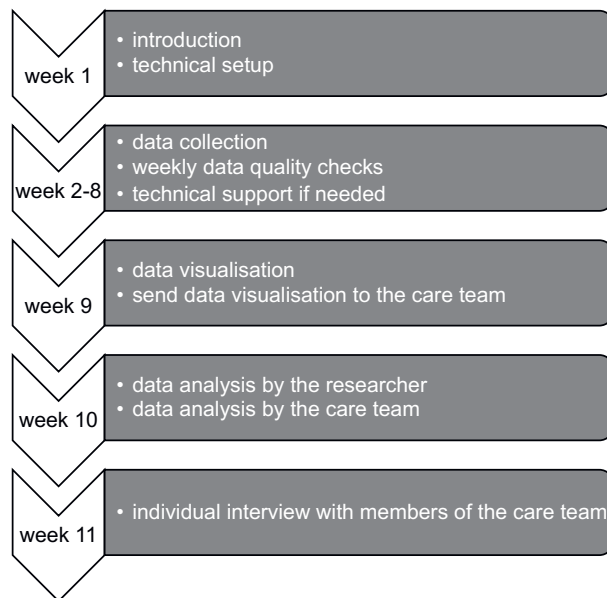 week 1
• introduction
• technical setup
week 2-8
• data collection
• weekly data quality checks
• technical support if needed
week 9
• data visualisation
• send data visualisation to the care team
week 10
• data analysis by the researcher
• data analysis by the care team
week 11
• individual interview with members of the care team